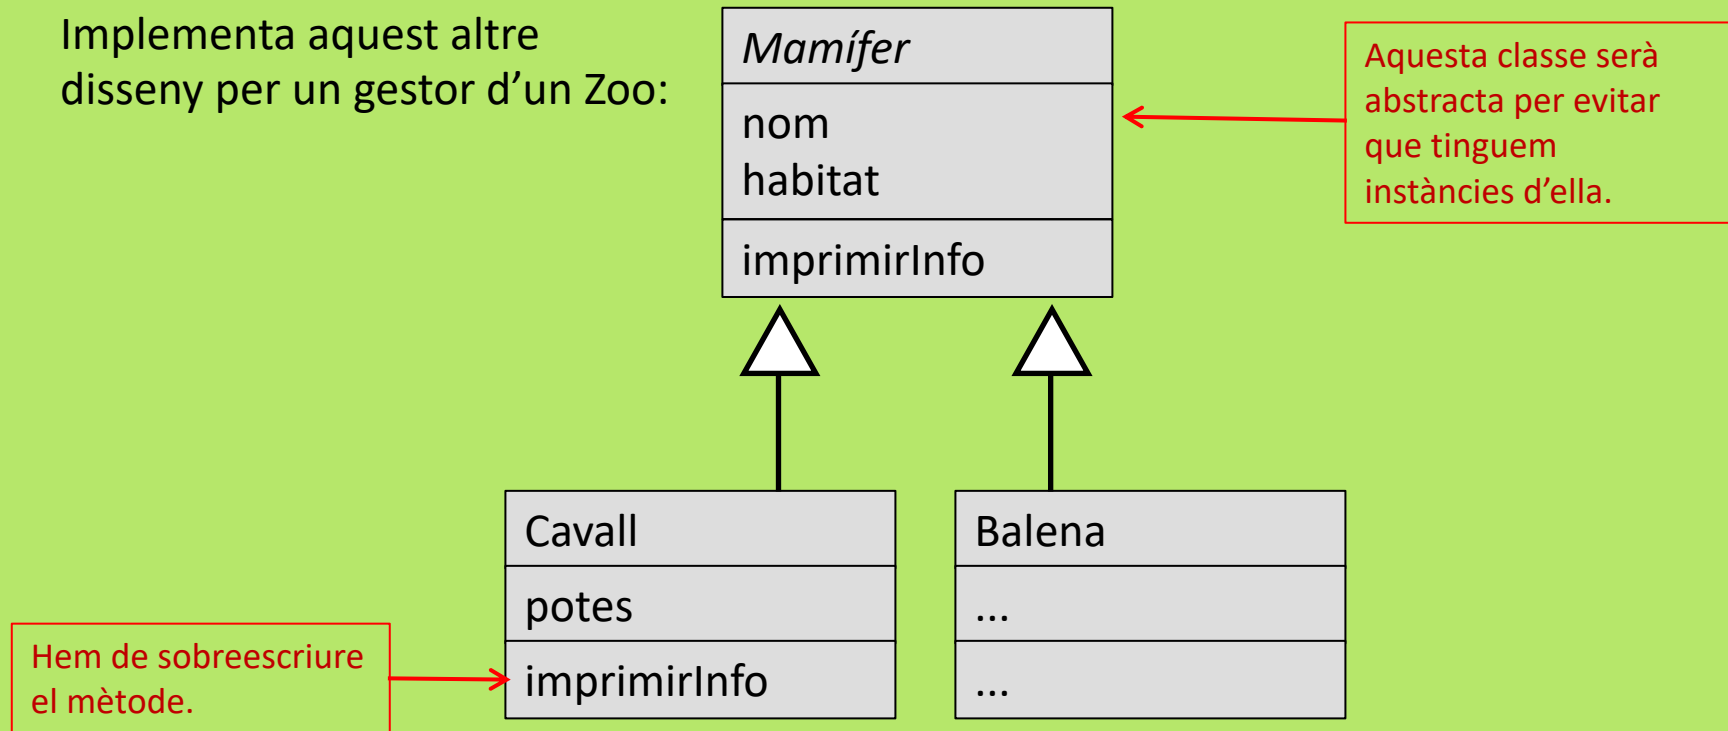 Implementa aquest altre
disseny per un gestor d’un Zoo:
Mamífer
nom
habitat
imprimirInfo
Aquesta classe serà
abstracta per evitar
que tinguem
instàncies d’ella.
Cavall
potes
imprimirInfo
Balena
...
...
Hem de sobreescriure
el mètode.